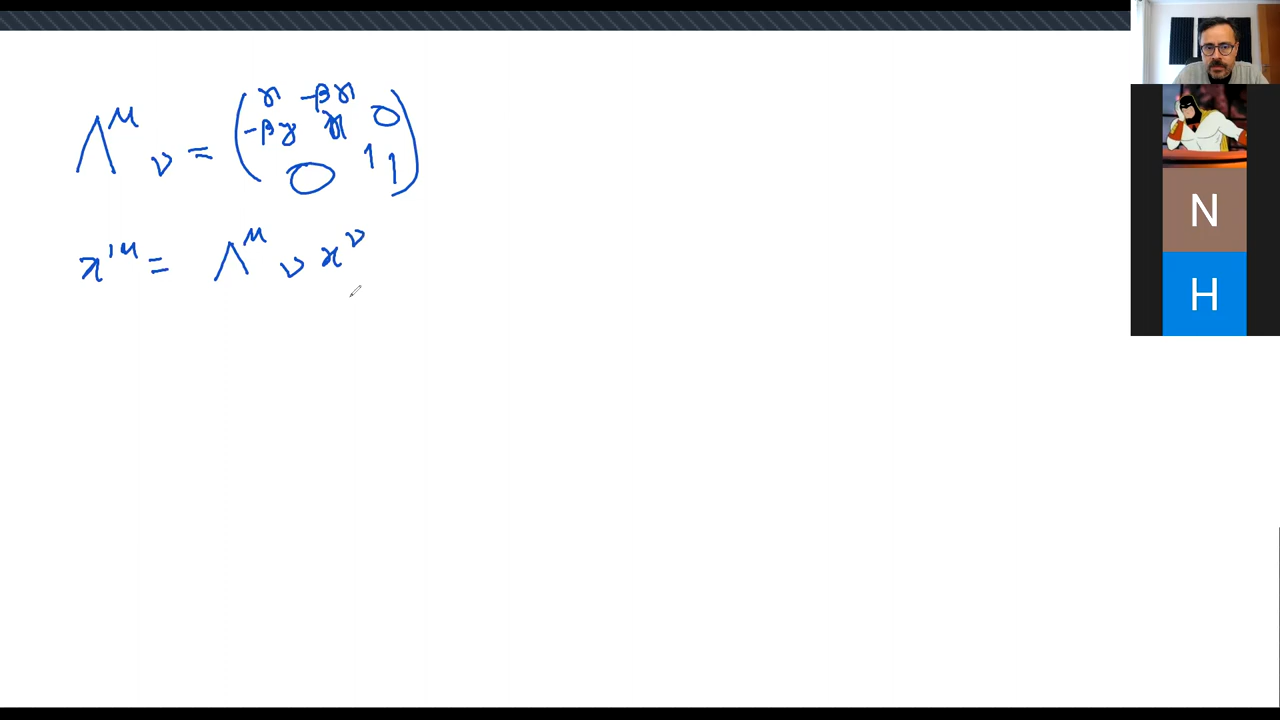 Λ^μ_ν = ( γ -βγ
-βγ γ 0
0 1 1 )
x'^μ = Λ^μ_ν x^ν
N
H